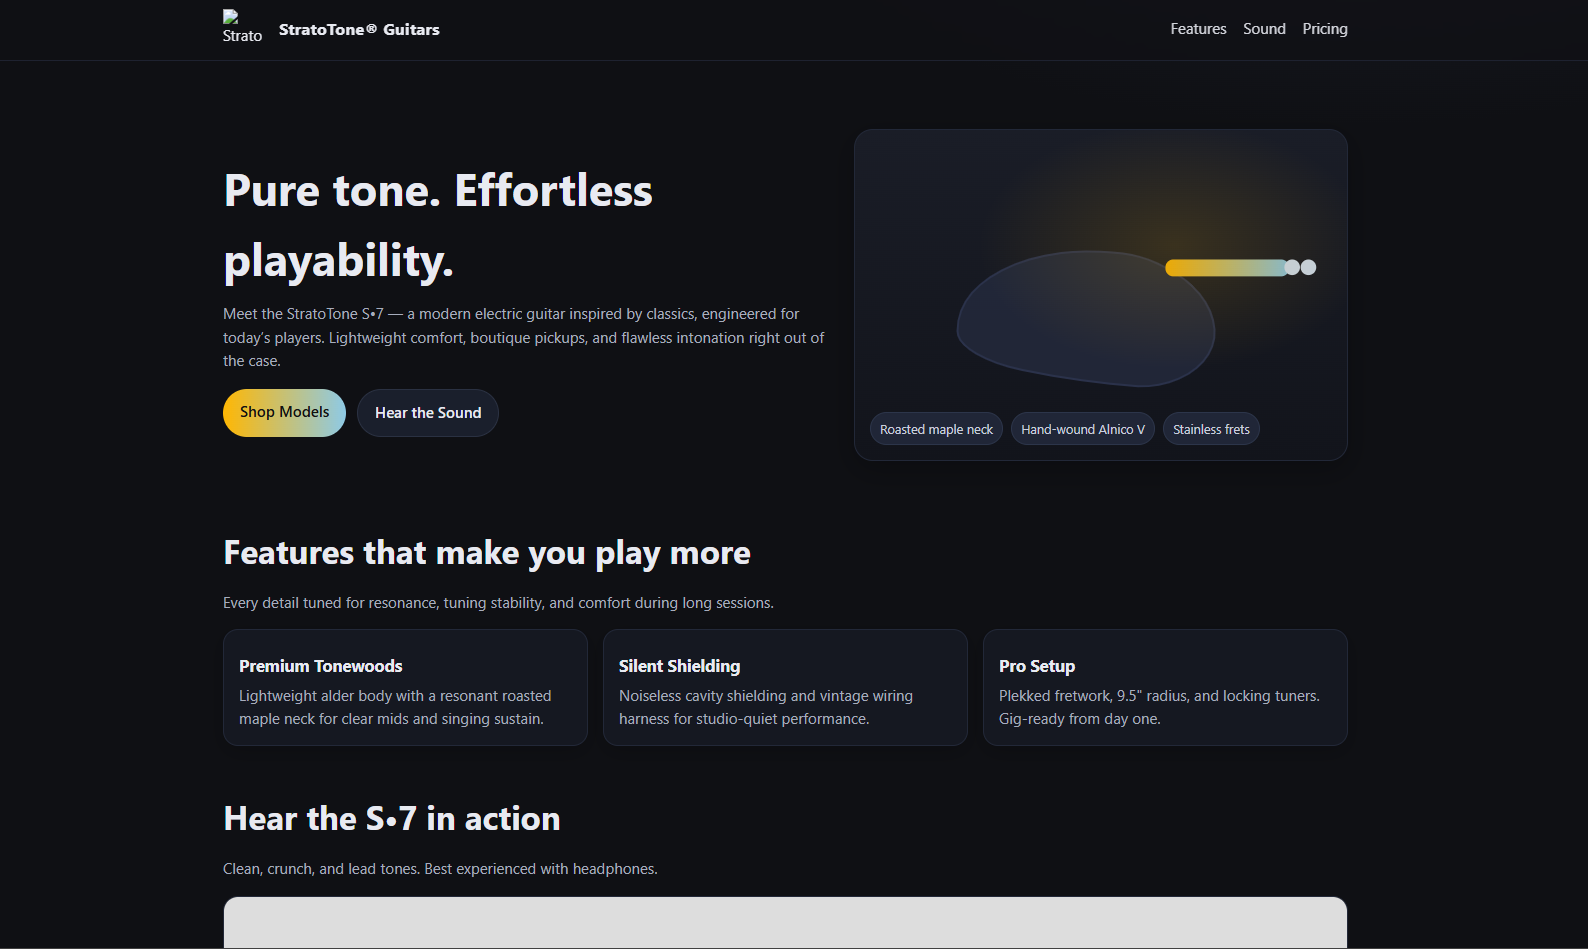 Strato
StratoTone® Guitars
Features
Sound
Pricing
Pure tone. Effortless
playability.
Meet the StratoTone S•7 — a modern electric guitar inspired by classics, engineered for
today’s players. Lightweight comfort, boutique pickups, and flawless intonation right out of
the case.
Shop Models
Hear the Sound
Roasted maple neck
Hand-wound Alnico V
Stainless frets
Features that make you play more
Every detail tuned for resonance, tuning stability, and comfort during long sessions.
Premium Tonewoods
Lightweight alder body with a resonant roasted
maple neck for clear mids and singing sustain.
Silent Shielding
Noiseless cavity shielding and vintage wiring
harness for studio-quiet performance.
Pro Setup
Plekked fretwork, 9.5" radius, and locking tuners.
Gig-ready from day one.
Hear the S•7 in action
Clean, crunch, and lead tones. Best experienced with headphones.